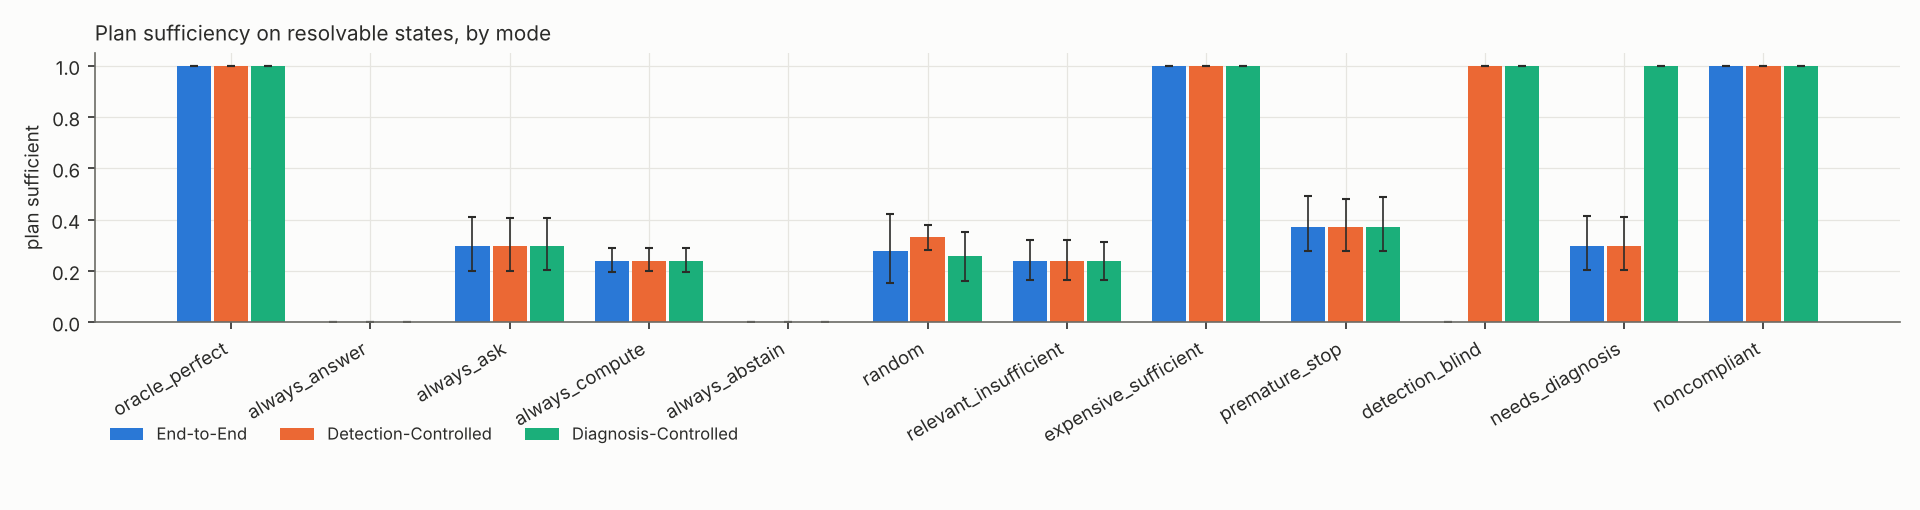 Plan sufficiency on resolvable states, by mode
plan sufficient
1.0
0.8
0.6
0.4
0.2
0.0
oracle_perfect
always_answer
always_ask
always_compute
always_abstain
random
relevant_insufficient
expensive_sufficient
premature_stop
detection_blind
needs_diagnosis
noncompliant
End-to-End
Detection-Controlled
Diagnosis-Controlled